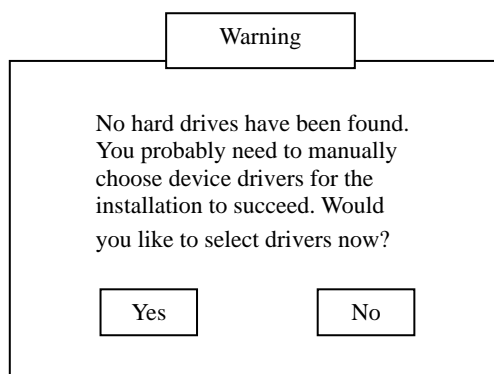 Warning
No hard drives have been found.
You probably need to manually
choose device drivers for the
installation to succeed. Would
you like to select drivers now?
Yes
No